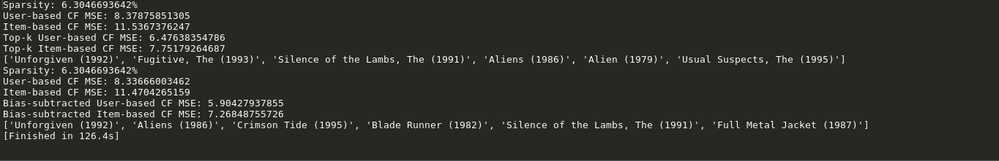 Sparsity: 6.3046693642%
User-based CF MSE: 8.37875851305
Item-based CF MSE: 11.5367376247
Top-k User-based CF MSE: 6.47638354786
Top-k Item-based CF MSE: 7.75179264687
['Unforgiven (1992)', 'Fugitive, The (1993)', 'Silence of the Lambs, The (1991)', 'Aliens (1986)', 'Alien (1979)', 'Usual Suspects, The (1995)']
Sparsity: 6.3046693642%
User-based CF MSE: 8.33666003462
Item-based CF MSE: 11.4704265159
Bias-subtracted User-based CF MSE: 5.90427937855
Bias-subtracted Item-based CF MSE: 7.26848755726
['Unforgiven (1992)', 'Aliens (1986)', 'Crimson Tide (1995)', 'Blade Runner (1982)', 'Silence of the Lambs, The (1991)', 'Full Metal Jacket (1987)']
[Finished in 126.4s]